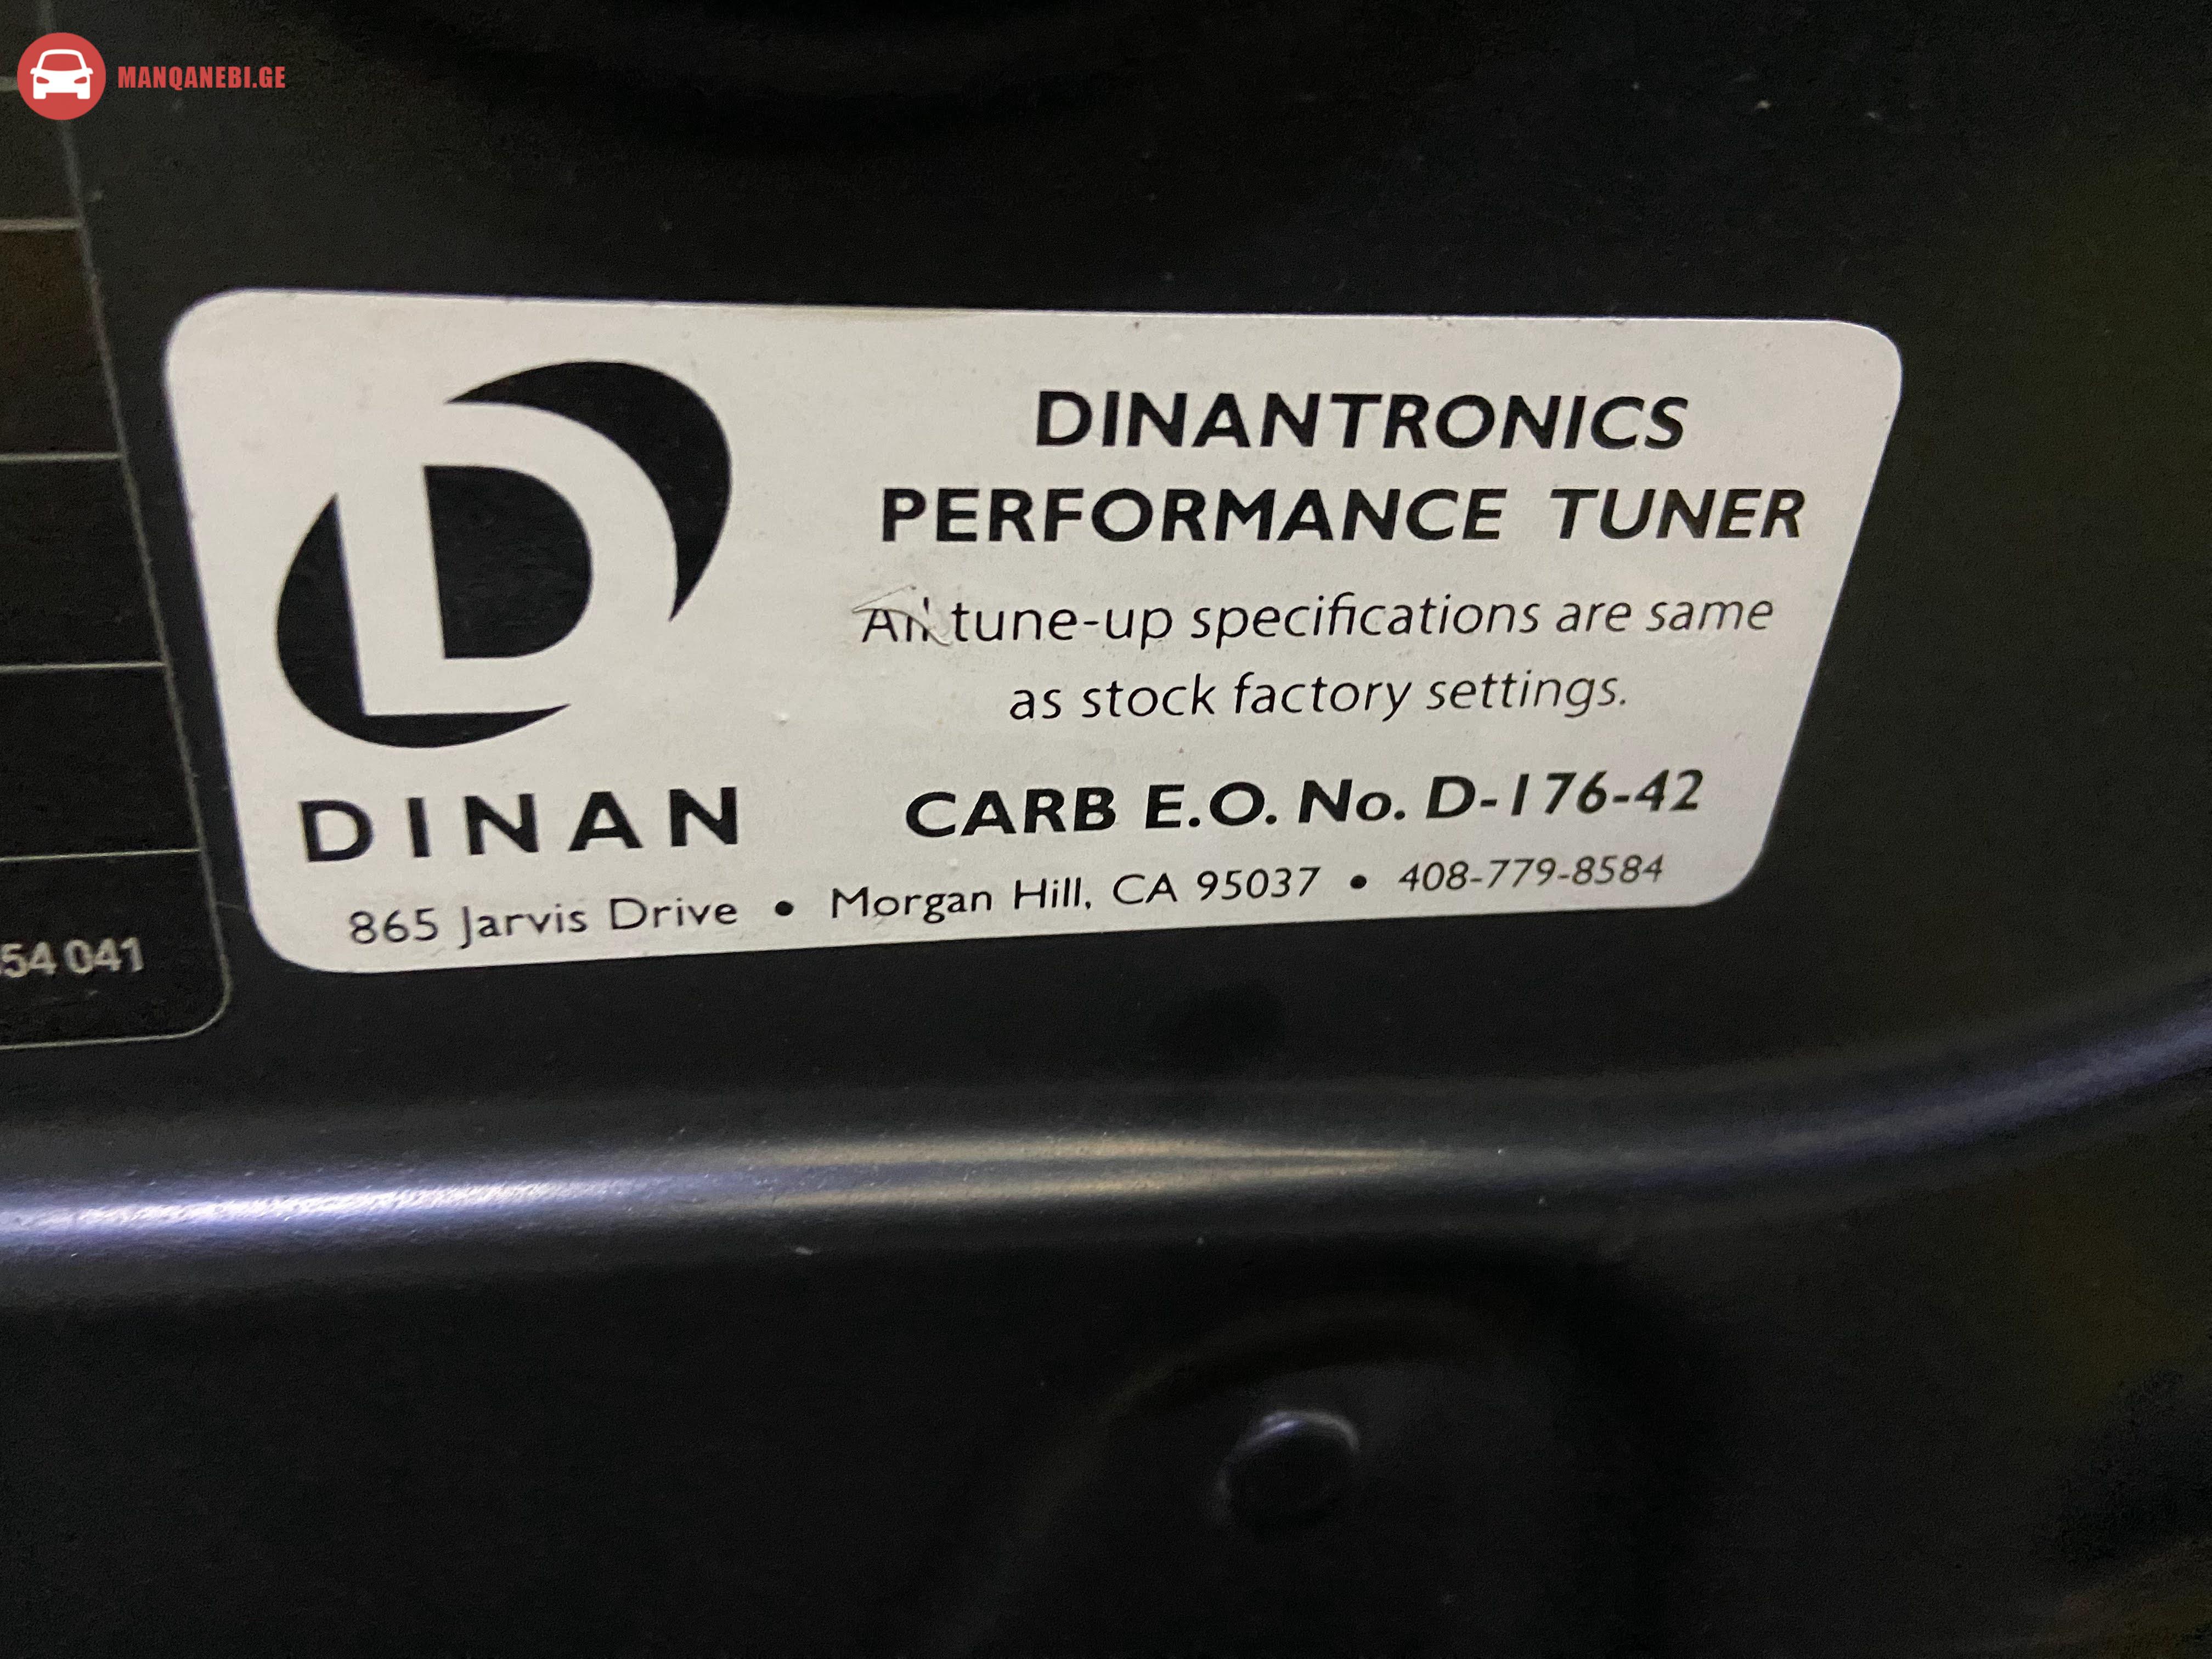 MANQANEBI.GE
DINANTRONICS
PERFORMANCE TUNER
tune-up specifications are same
as stock factory settings.
DINAN
CARB E.O. No. D-176-42
865 Jarvis Drive • Morgan Hill, CA 95037 • 408-779-8584
54 041